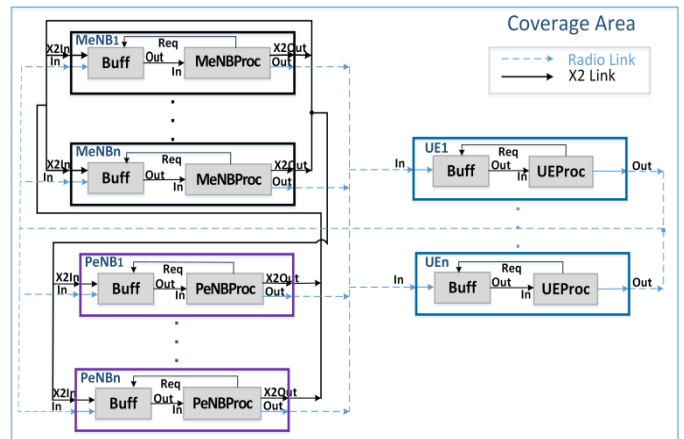 Coverage Area
Radio Link
X2 Link
MeNB1
X2In
In
Buff
Req
Out
In
MeNBProc
X2Out
Out
MeNBn
X2In
In
Buff
Req
Out
In
MeNBProc
X2Out
Out
UE1
In
Buff
Req
Out
In
UEProc
Out
PeNB1
X2In
In
Buff
Req
Out
In
PeNBProc
X2Out
Out
UEn
In
Buff
Req
Out
In
UEProc
Out
PeNBn
X2In
In
Buff
Req
Out
In
PeNBProc
X2Out
Out